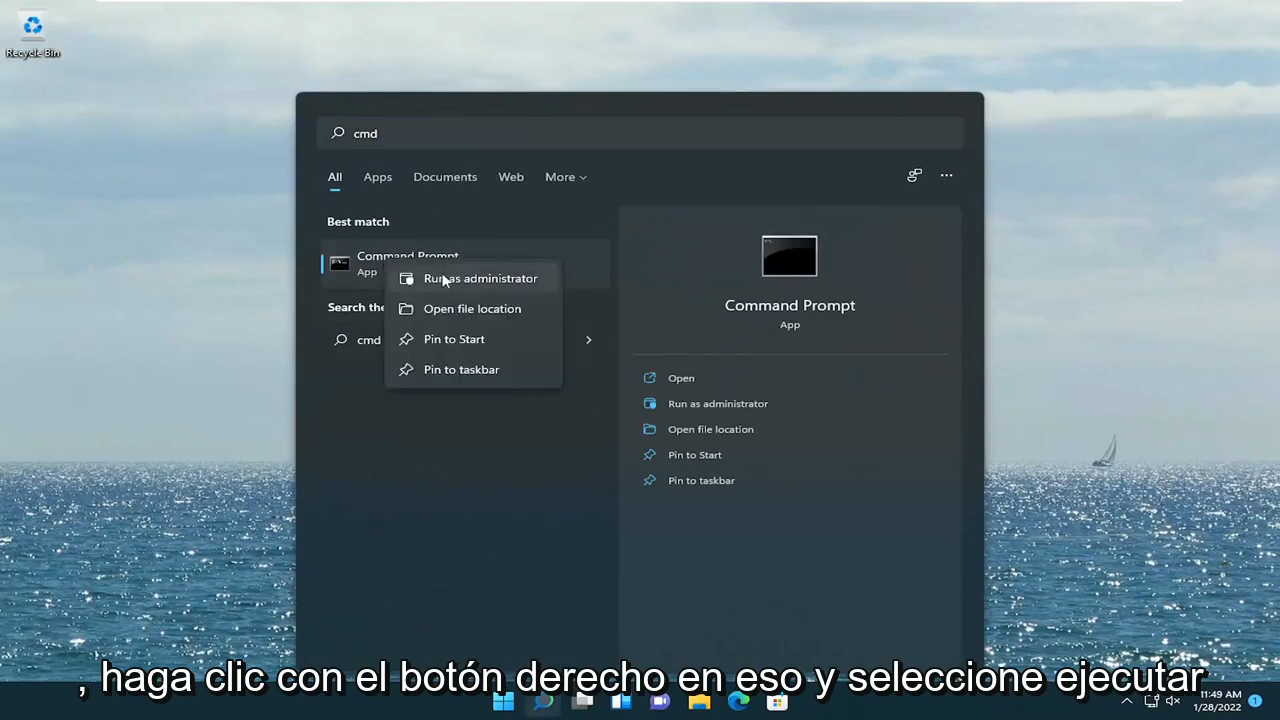 Recycle Bin
cmd
All Apps Documents Web More
Best match
Command Prompt
App
Run as administrator
Open file location
Search the
cmd
Pin to Start
Pin to taskbar
Command Prompt
App
Open
Run as administrator
Open file location
Pin to Start
Pin to taskbar
, haga clic con el botón derecho en eso y seleccione ejecutar
11:49 AM
1/28/2022
1